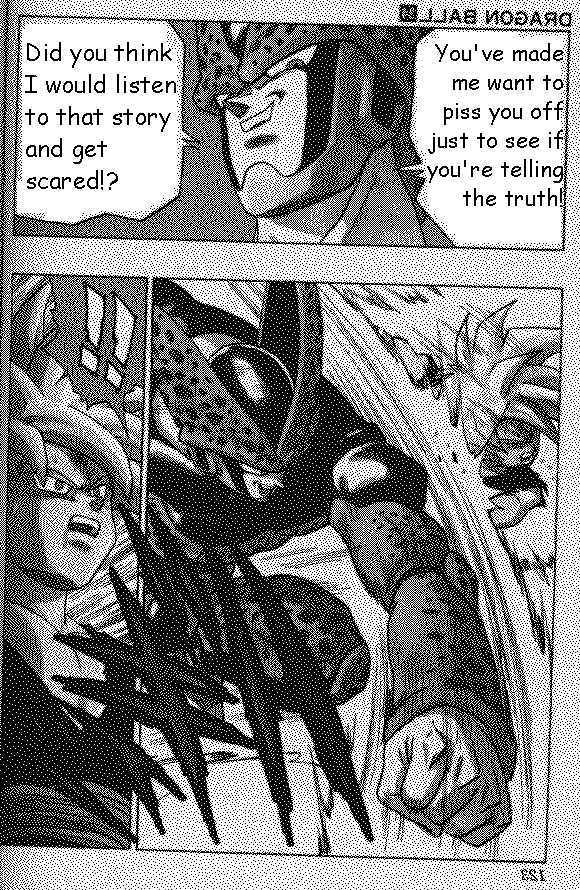 DRAGON BALL
Did you think
I would listen
to that story
and get
scared!?
You've made
me want to
piss you off
just to see if
you're telling
the truth!
123